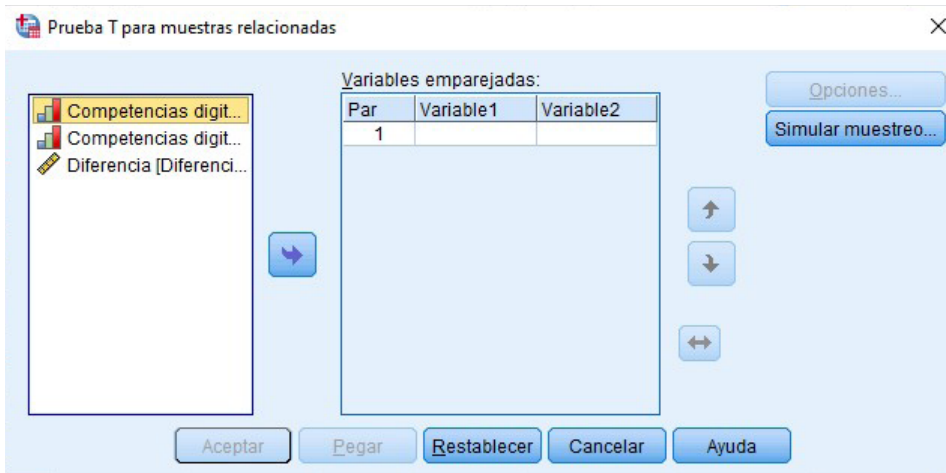 Prueba T para muestras relacionadas
Variables emparejadas:
Competencias digit...
Competencias digit...
Diferencia [Diferenci...
Par Variable1 Variable2
1
Opciones...
Simular muestreo...
Aceptar Pegar Restablecer Cancelar Ayuda